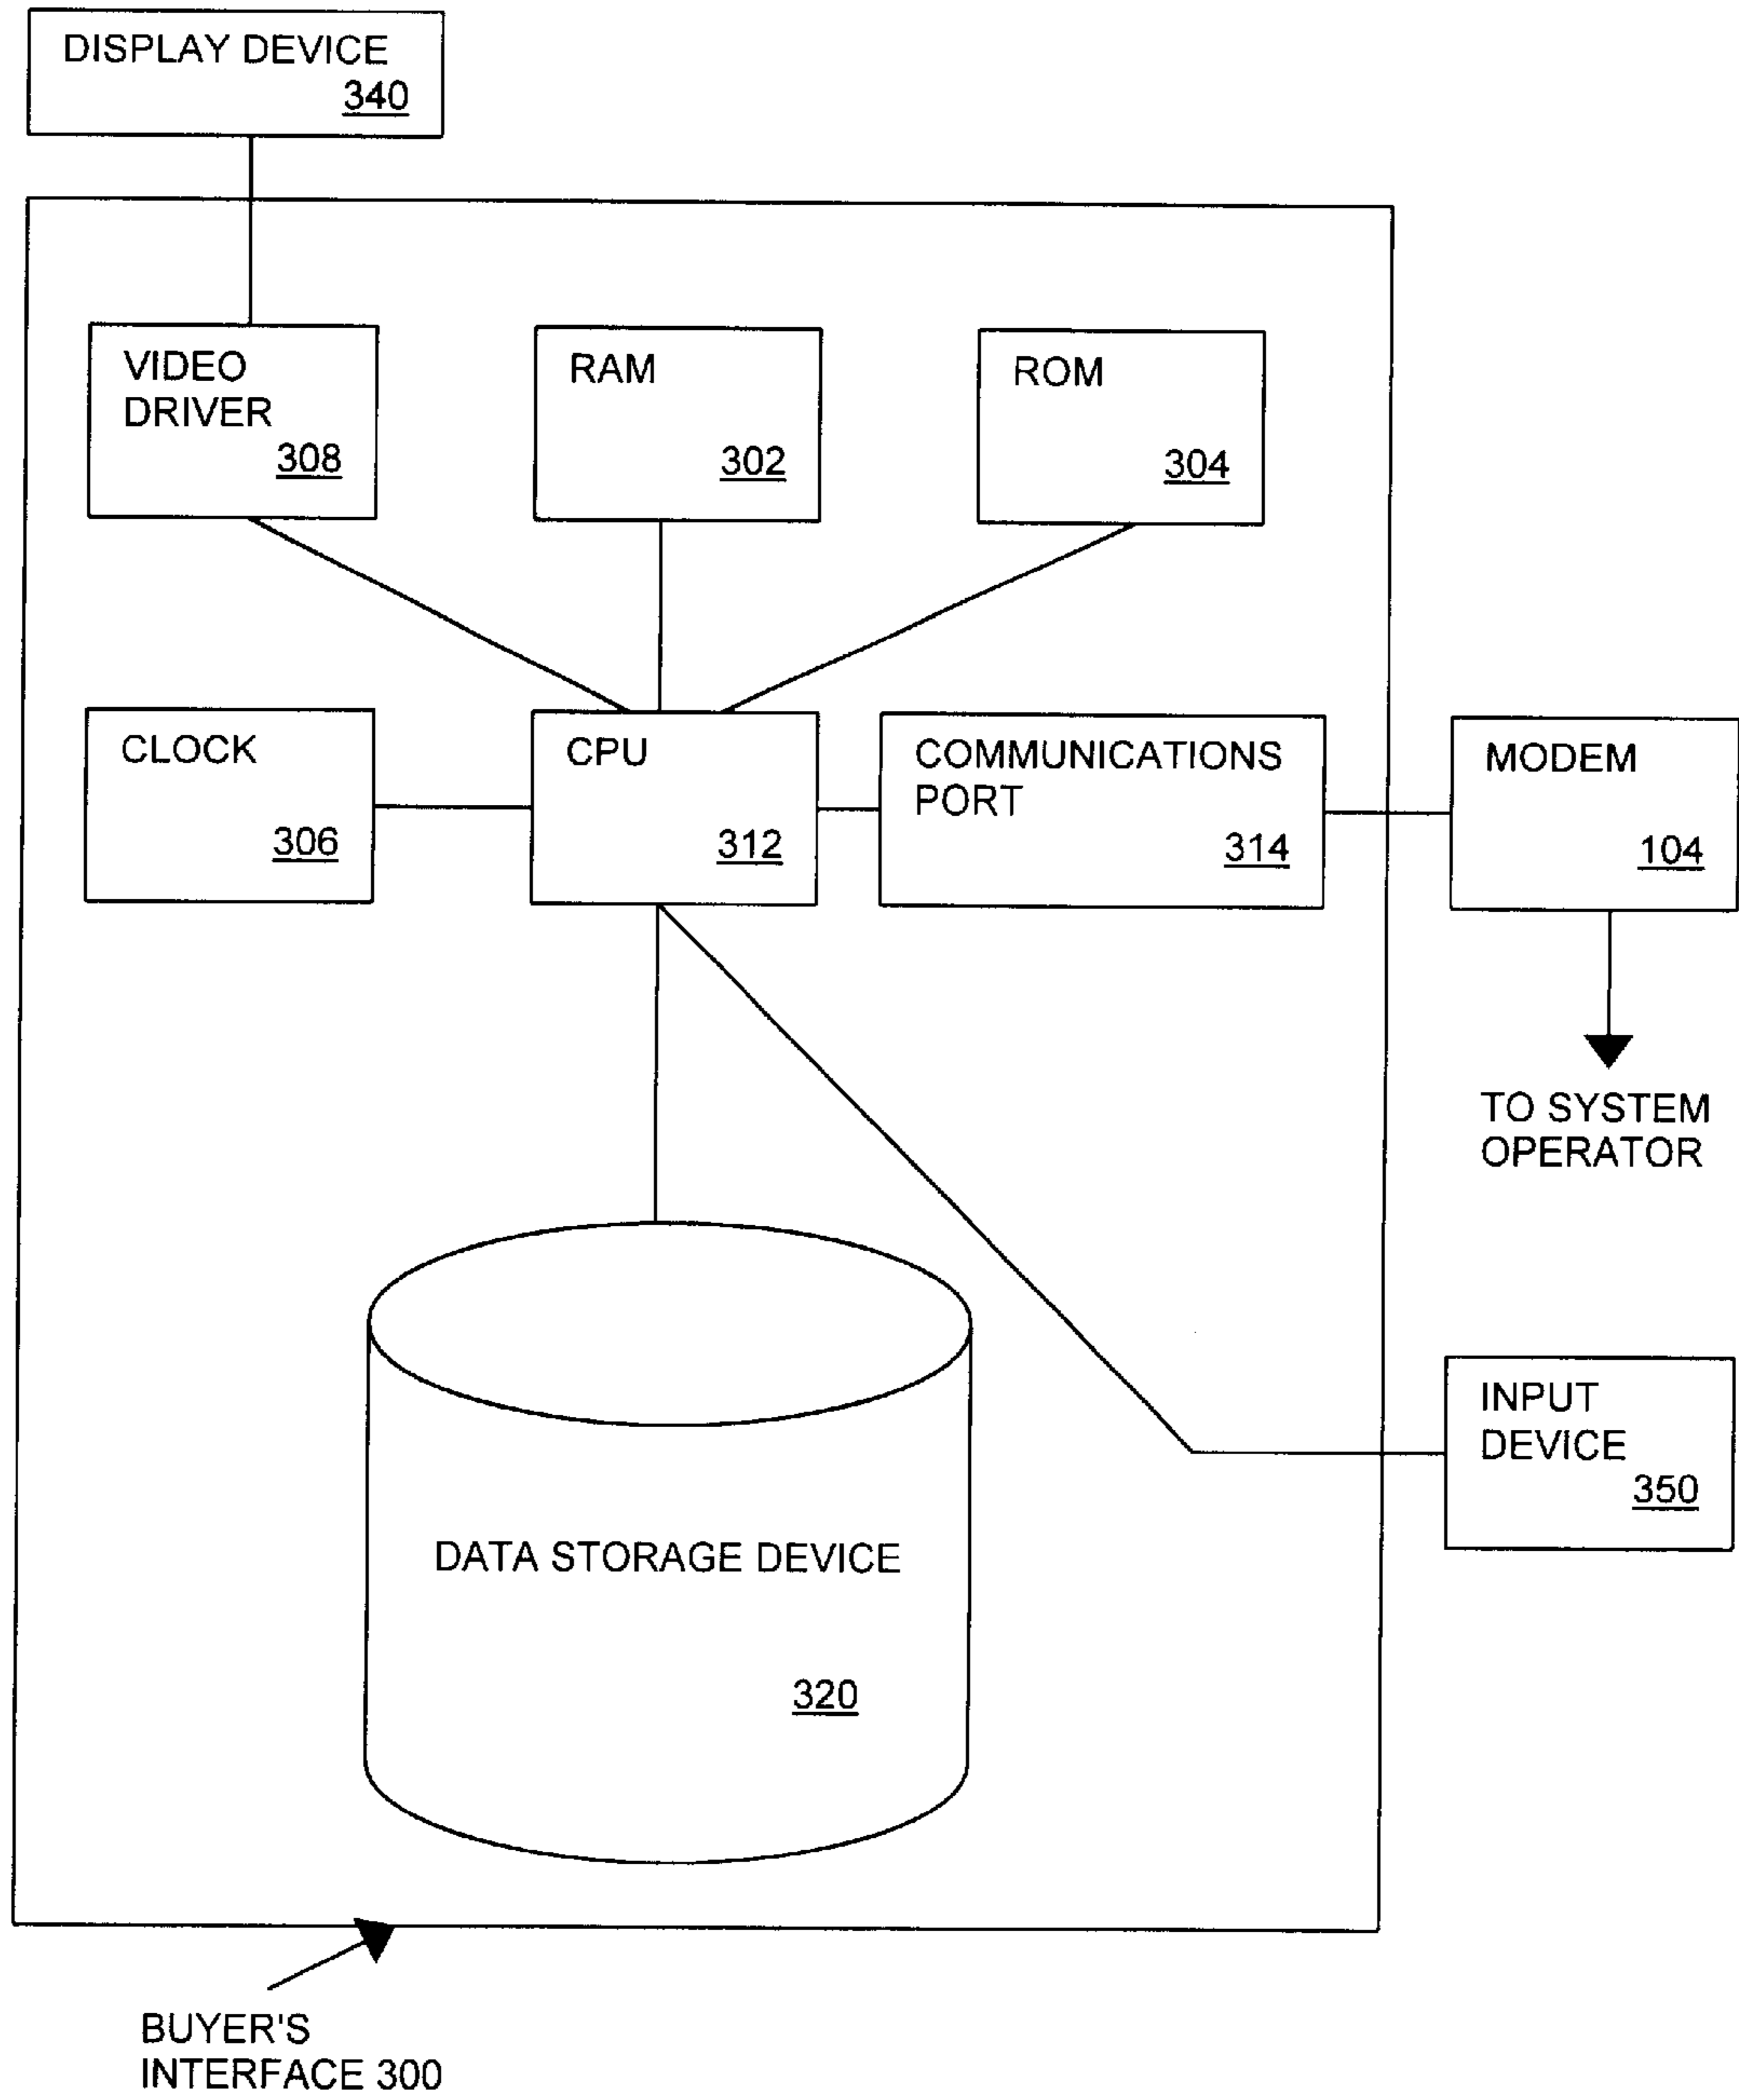 DISPLAY DEVICE
340
VIDEO
DRIVER
308
RAM
302
ROM
304
CLOCK
306
CPU
312
COMMUNICATIONS
PORT
314
MODEM
104
TO SYSTEM
OPERATOR
INPUT
DEVICE
350
DATA STORAGE DEVICE
320
BUYER'S
INTERFACE 300